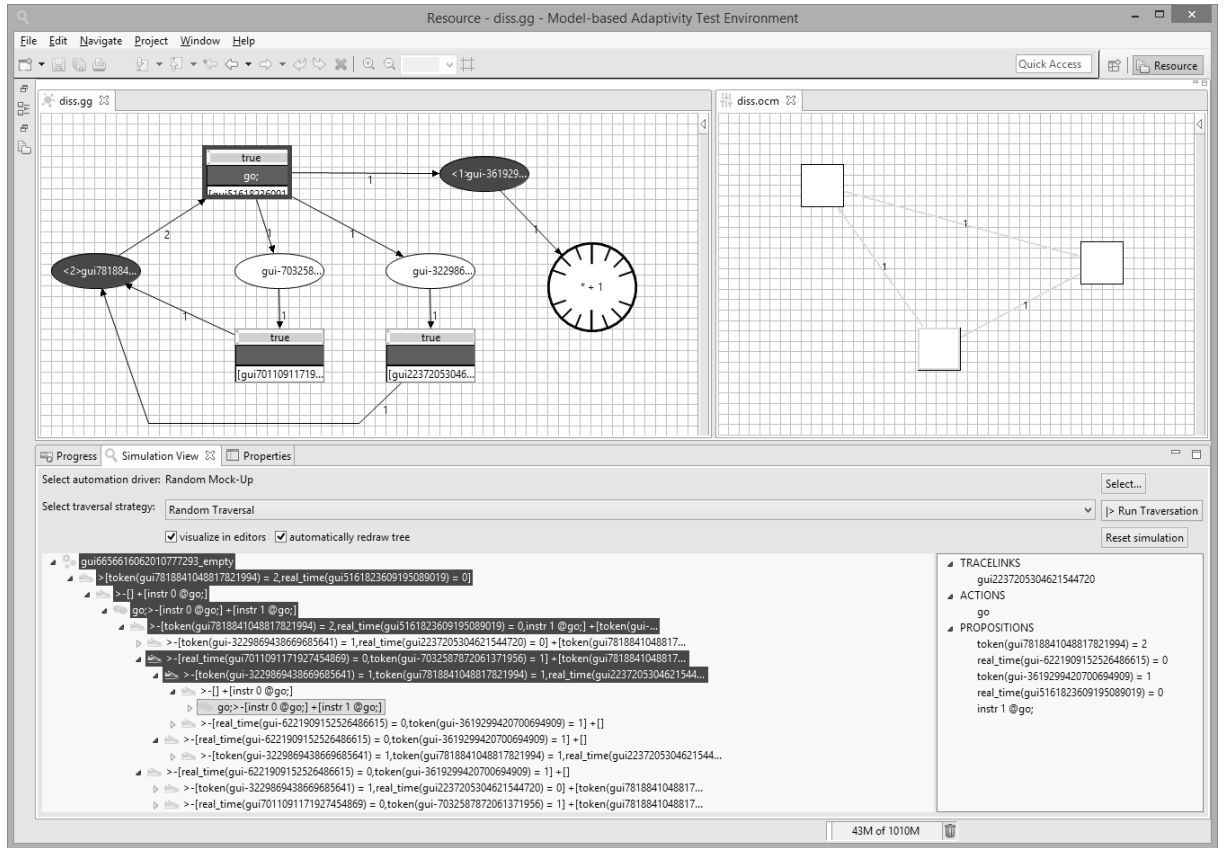 Resource - diss.gg - Model-based Adaptivity Test Environment
File Edit Navigate Project Window Help
Quick Access
Resource
diss.gg
diss.ocm
true
go;
1
<1>gui-361929...
1
2
1
1
<2>gui781884...
gui-703258...
gui-322986...
* + 1
1
1
1
true
true
[gui70110911719...
[gui22372053046...
1
1
1
1
Progress
Simulation View
Properties
Select automation driver: Random Mock-Up
Select...
Select traversal strategy:
Random Traversal
|> Run Traversation
visualize in editors
automatically redraw tree
Reset simulation
gui6656616062010777293_empty
>[token(gui7818841048817821994) = 2,real_time(gui5161823609195089019) = 0]
>-[] +[instr 0 @go;]
go;>-[instr 0 @go;] +[instr 1 @go;]
>-[token(gui7818841048817821994) = 2,real_time(gui5161823609195089019) = 0,instr 1 @go;] +[token(gui-...
>-[token(gui-3229869438669685641) = 1,real_time(gui2237205304621544720) = 0] +[token(gui7818841048817...
>-[real_time(gui7011091171927454869) = 0,token(gui-7032587872061371956) = 1] +[token(gui7818841048817...
>-[token(gui-3229869438669685641) = 1,token(gui7818841048817821994) = 1,real_time(gui2237205304621544...
>-[] +[instr 0 @go;]
go;>-[instr 0 @go;] +[instr 1 @go;]
>-[real_time(gui-6221909152526486615) = 0,token(gui-3619299420700694909) = 1] +[]
>-[real_time(gui-6221909152526486615) = 0,token(gui-3619299420700694909) = 1] +[]
>-[token(gui-3229869438669685641) = 1,token(gui7818841048817821994) = 1,real_time(gui2237205304621544...
>-[real_time(gui-6221909152526486615) = 0,token(gui-3619299420700694909) = 1] +[]
>-[token(gui-3229869438669685641) = 1,real_time(gui2237205304621544720) = 0] +[token(gui7818841048817...
>-[real_time(gui7011091171927454869) = 0,token(gui-7032587872061371956) = 1] +[token(gui7818841048817...
TRACELINKS
gui2237205304621544720
ACTIONS
go
PROPOSITIONS
token(gui7818841048817821994) = 2
real_time(gui-6221909152526486615) = 0
token(gui-3619299420700694909) = 1
real_time(gui5161823609195089019) = 0
instr 1 @go;
43M of 1010M